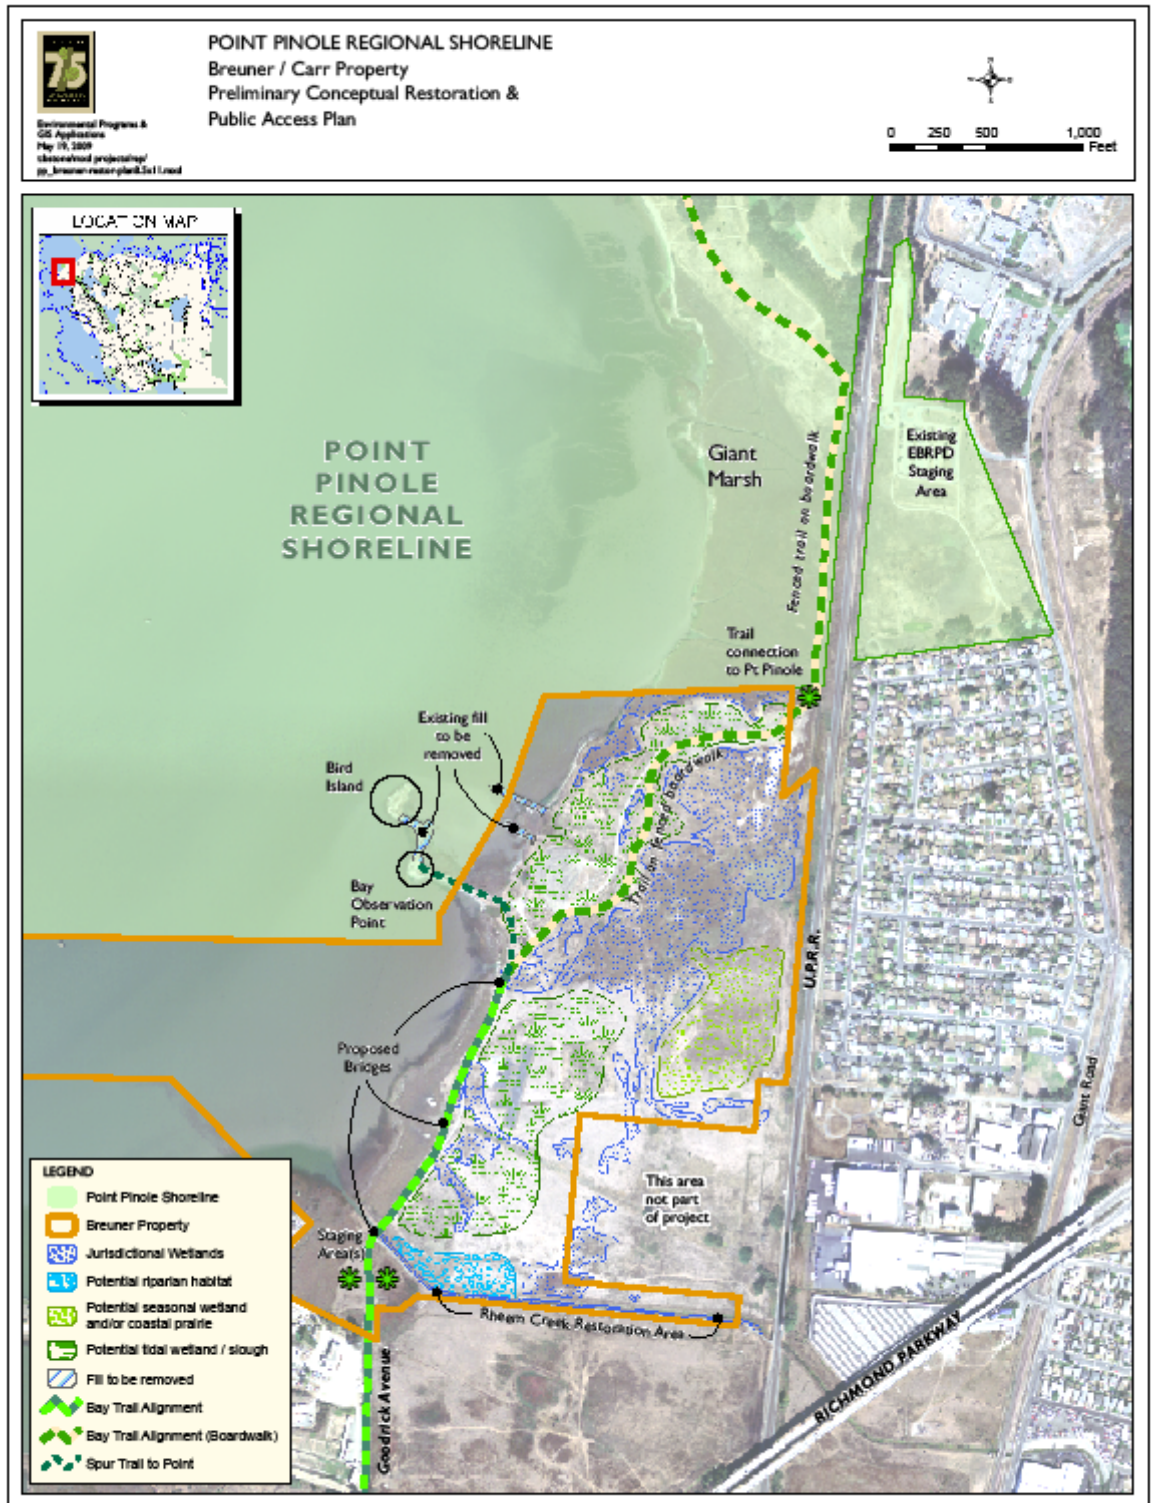 POINT PINOLE REGIONAL SHORELINE
Breuner / Carr Property
Preliminary Conceptual Restoration &
Public Access Plan
75
Environmental Programs &
GIS Applications
May 19, 2009
0 250 500 1,000
Feet
LOCATION MAP
POINT
PINOLE
REGIONAL
SHORELINE
Giant
Marsh
Fenced trail on boardwalk
Existing
EBRPD
Staging
Area
Trail
connection
to Pt Pinole
Existing fill
to be
removed
Bird
Island
Trail on fenced boardwalk
Bay
Observation
Point
U.P.R.R.
Proposed
Bridges
Giant Road
This area
not part
of project
Staging
Area(s)
Rheem Creek Restoration Area
RICHMOND PARKWAY
Goodrick Avenue
LEGEND
Point Pinole Shoreline
Breuner Property
Jurisdictional Wetlands
Potential riparian habitat
Potential seasonal wetland
and/or coastal prairie
Potential tidal wetland / slough
Fill to be removed
Bay Trail Alignment
Bay Trail Alignment (Boardwalk)
Spur Trail to Point